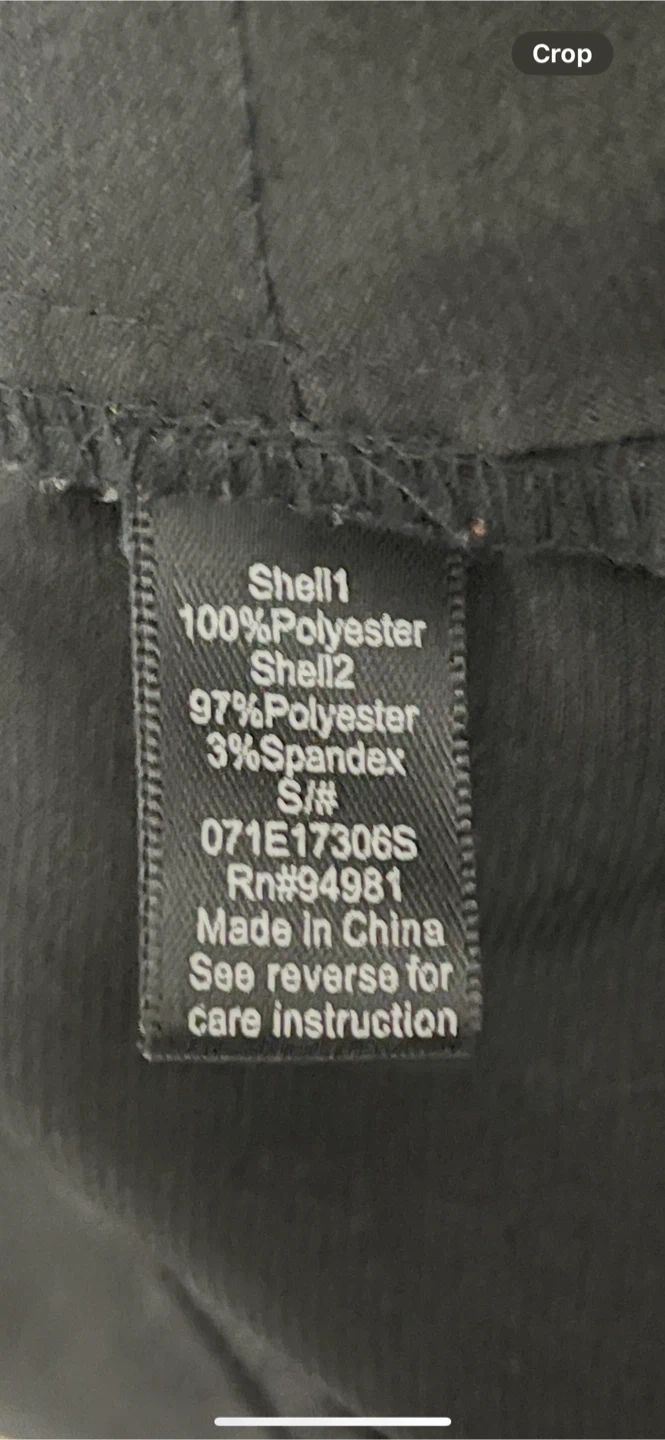 Crop
Shell1
100%Polyester
Shell2
97%Polyester
3%Spandex
S/#
071E17306S
Rn#94981
Made in China
See reverse for
care instruction